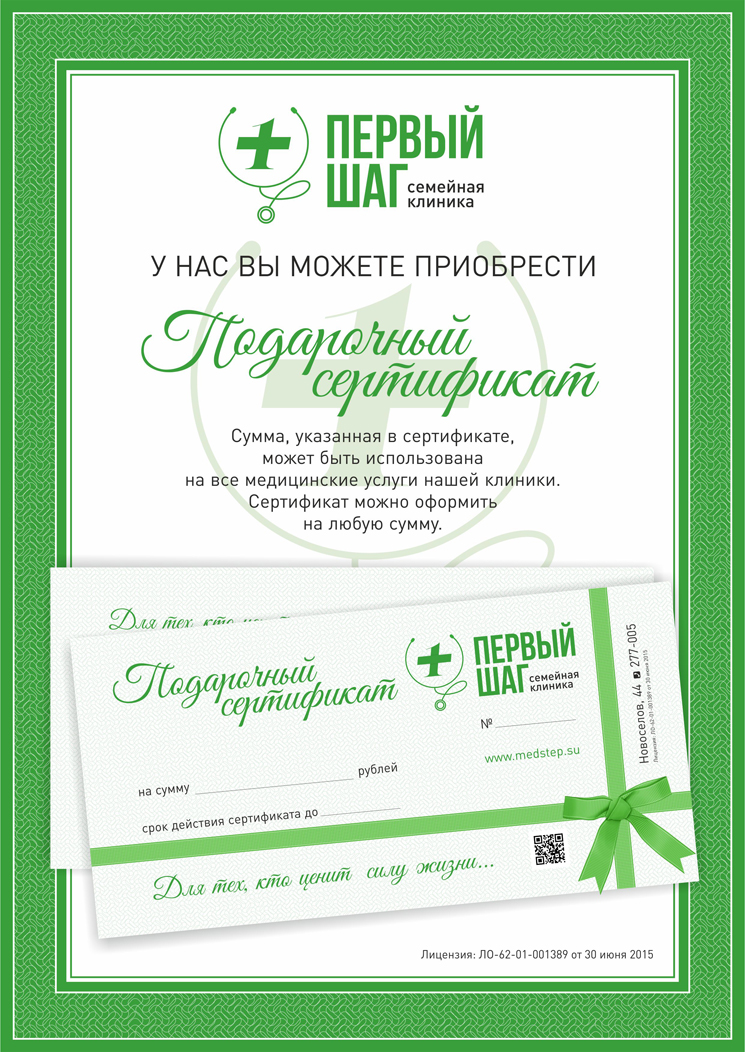 1
ПЕРВЫЙ
ШАГ
семейная
клиника
У НАС ВЫ МОЖЕТЕ ПРИОБРЕСТИ
Подарочный
сертификат
Сумма, указанная в сертификате,
может быть использована
на все медицинские услуги нашей клиники.
Сертификат можно оформить
на любую сумму.
Для тех, кто
Подарочный
сертификат
1
ПЕРВЫЙ
ШАГ
семейная
клиника
№
www.medstep.su
на сумму рублей
срок действия сертификата до
Для тех, кто ценит силу жизни...
Новоселов, 44 277-005
Лицензия: ЛО-62-01-001389 от 30 июня 2015
Лицензия: ЛО-62-01-001389 от 30 июня 2015